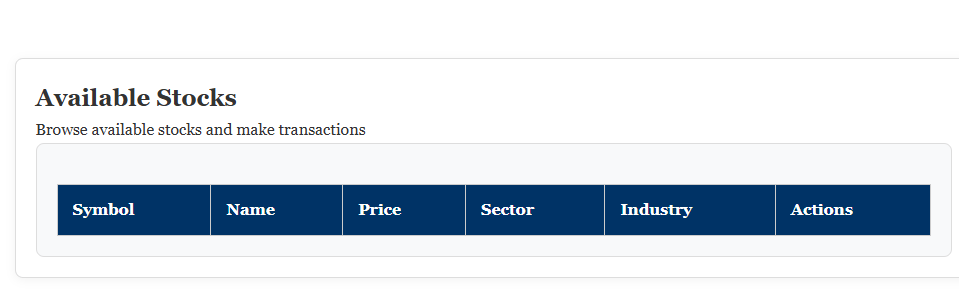 Available Stocks
Browse available stocks and make transactions
Symbol Name Price Sector Industry Actions